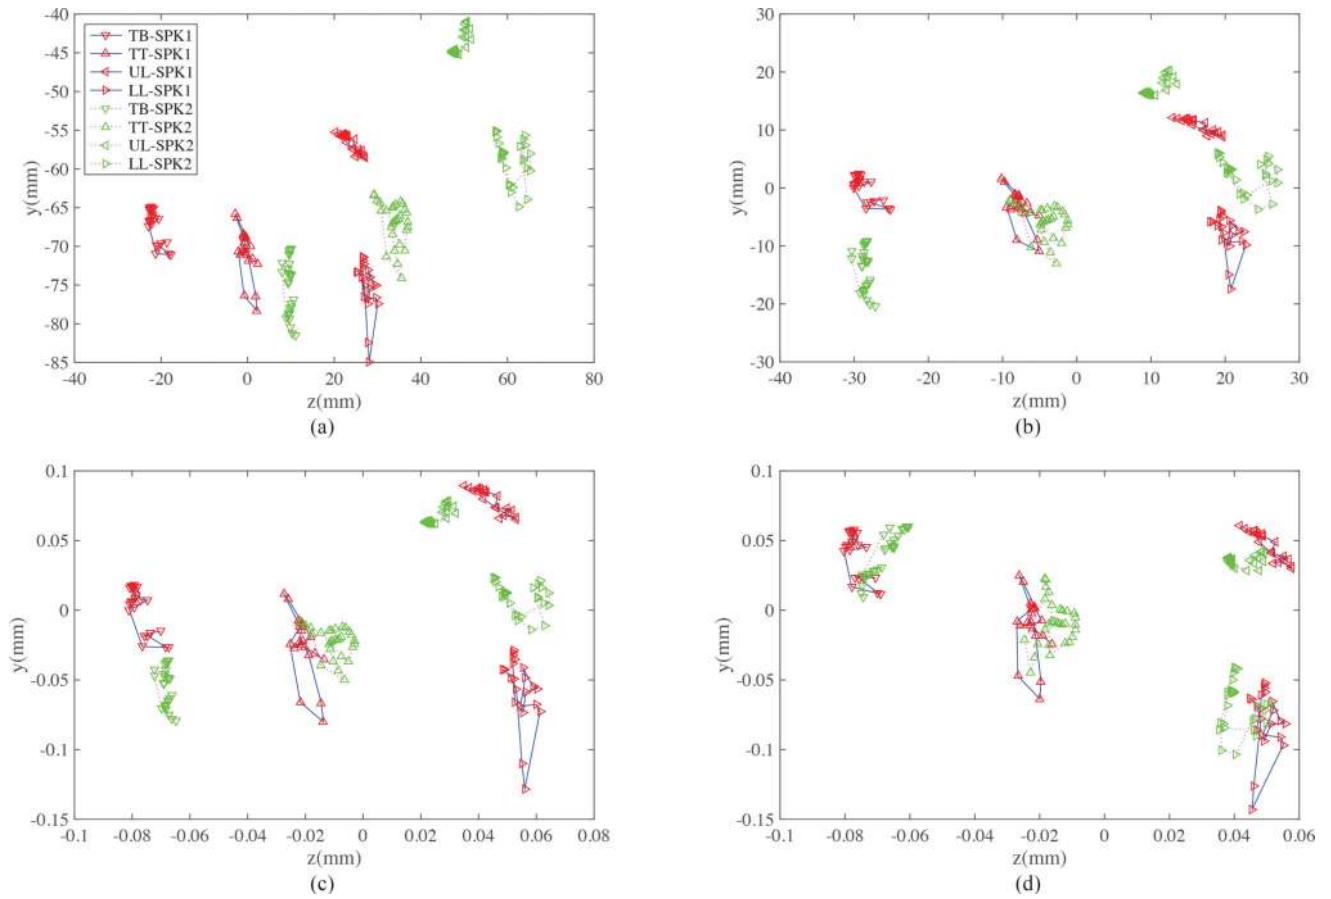 -40
-45
-50
-55
-60
-65
-70
-75
-80
-85
y(mm)
TB-SPK1
TT-SPK1
UL-SPK1
LL-SPK1
TB-SPK2
TT-SPK2
UL-SPK2
LL-SPK2
-40 -20 0 20 40 60 80
z(mm)
(a)
30
20
10
0
-10
-20
-30
y(mm)
-40 -30 -20 -10 0 10 20 30
z(mm)
(b)
0.1
0.05
0
-0.05
-0.1
-0.15
y(mm)
-0.1 -0.08 -0.06 -0.04 -0.02 0 0.02 0.04 0.06 0.08
z(mm)
(c)
0.1
0.05
0
-0.05
-0.1
-0.15
y(mm)
-0.1 -0.08 -0.06 -0.04 -0.02 0 0.02 0.04 0.06
z(mm)
(d)